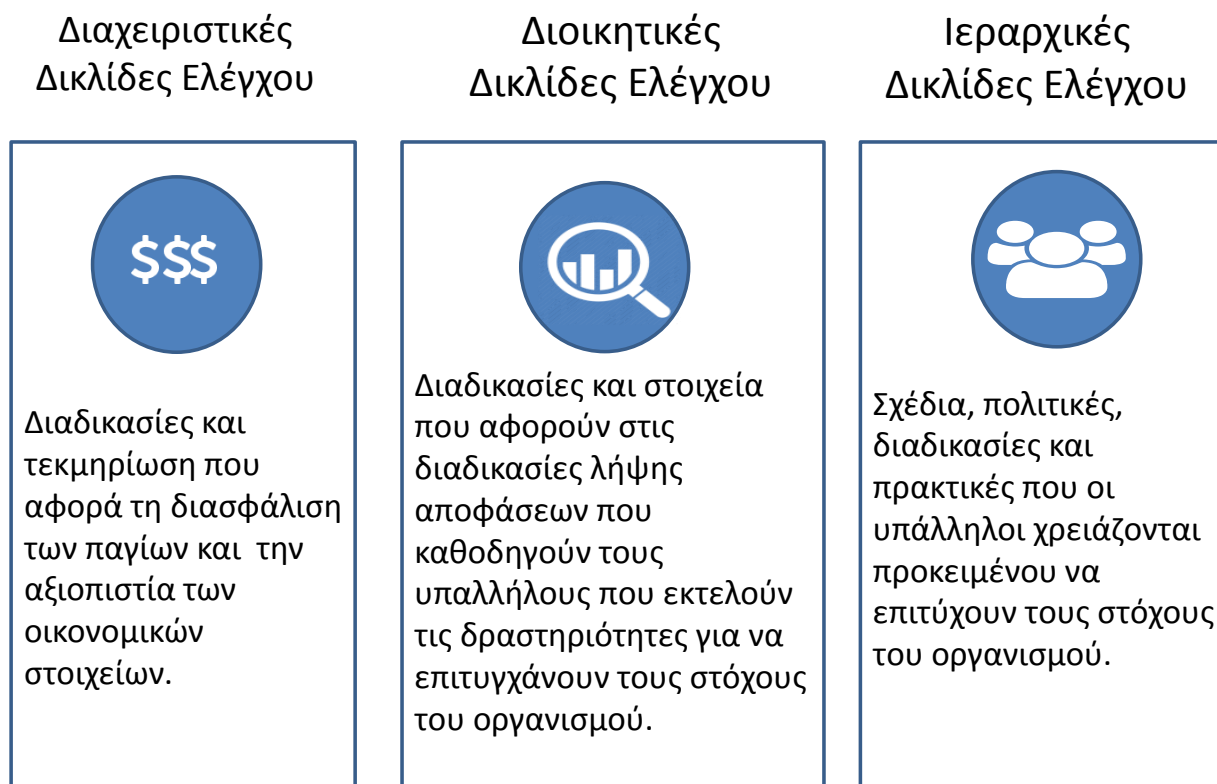 Διαχειριστικές
Δικλίδες Ελέγχου
$$$
Διαδικασίες και
τεκμηρίωση που
αφορά τη διασφάλιση
των παγίων και  την
αξιοπιστία των
οικονομικών
στοιχείων.
Διοικητικές
Δικλίδες Ελέγχου
Διαδικασίες και στοιχεία
που αφορούν στις
διαδικασίες λήψης
αποφάσεων που
καθοδηγούν τους
υπαλλήλους που εκτελούν
τις δραστηριότητες για να
επιτυγχάνουν τους στόχους
του οργανισμού.
Ιεραρχικές
Δικλίδες Ελέγχου
Σχέδια, πολιτικές,
διαδικασίες και
πρακτικές που οι
υπάλληλοι χρειάζονται
προκειμένου να
επιτύχουν τους στόχους
του οργανισμού.